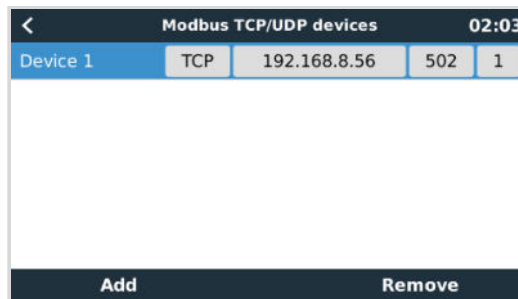 Modbus TCP/UDP devices 02:03
Device 1 TCP 192.168.8.56 502 1
Add Remove